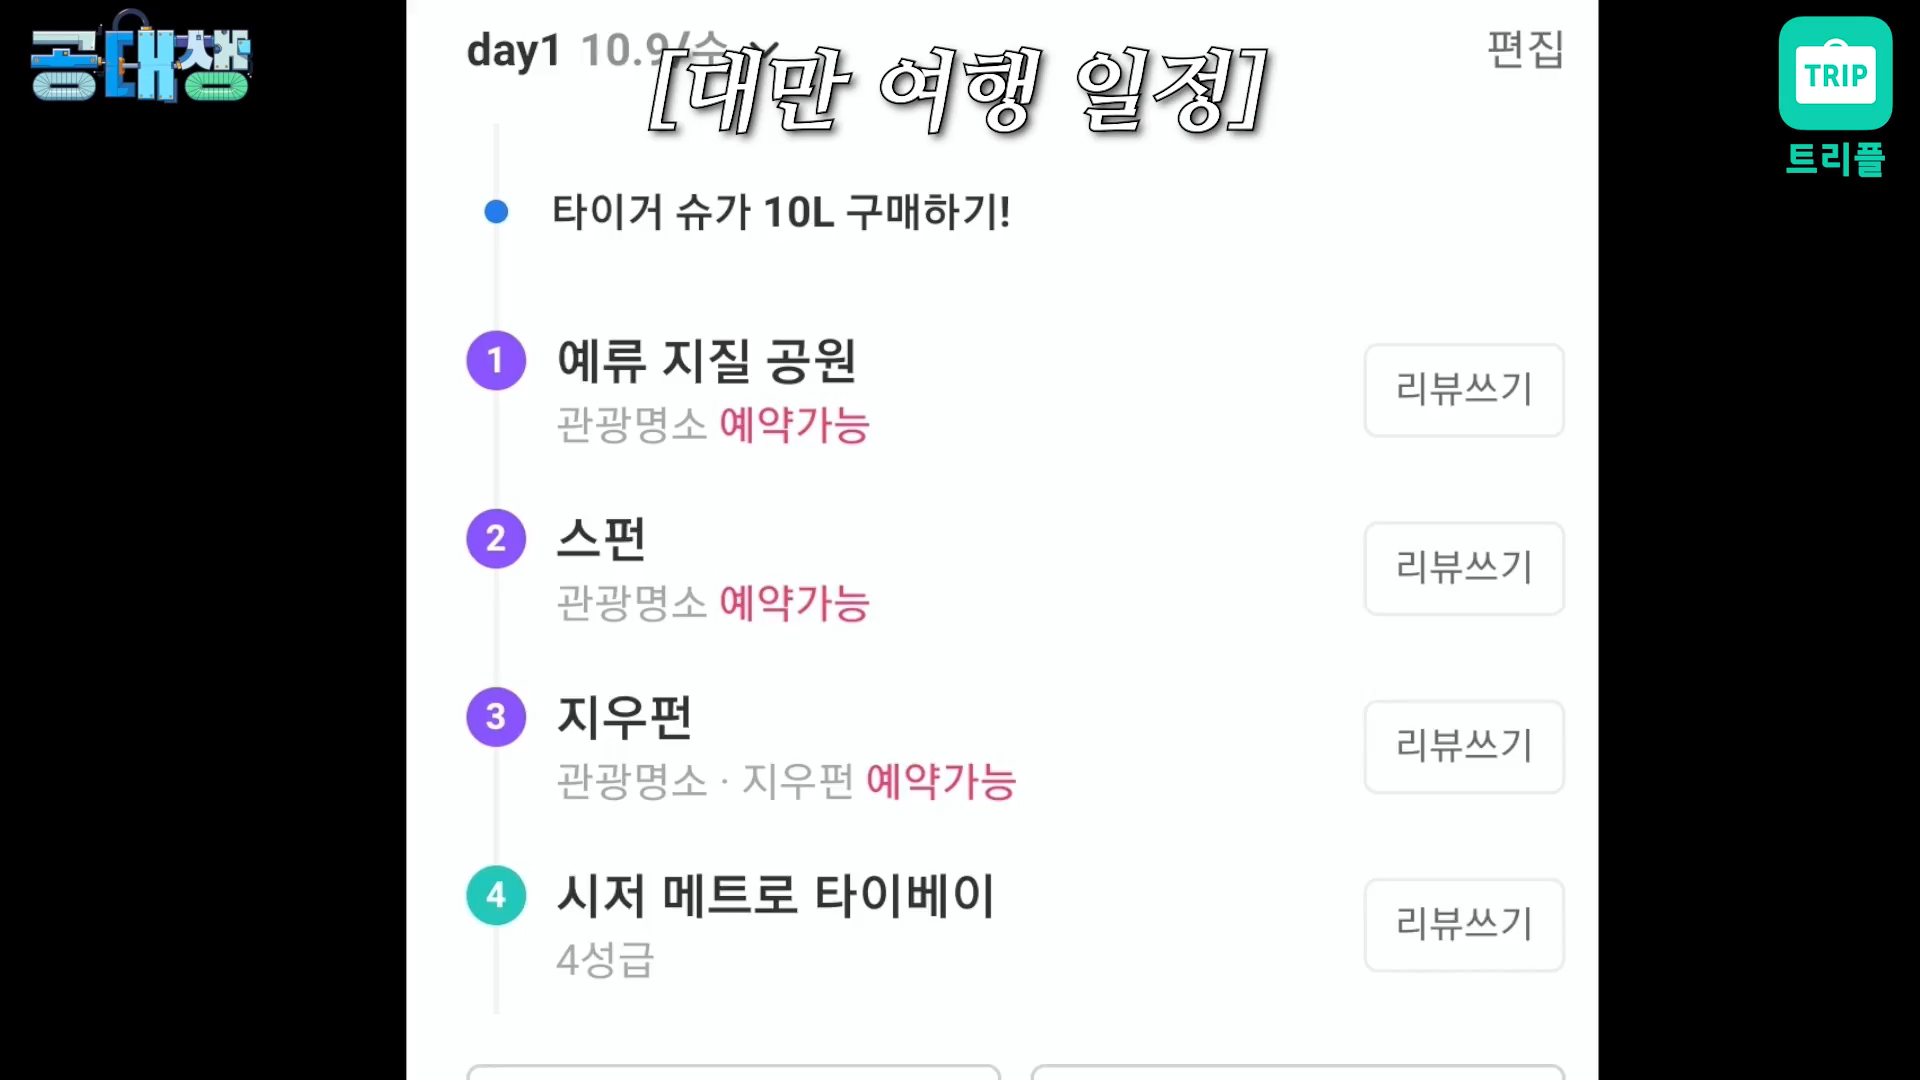 공대생
day1 10.9/수
편집
[대만 여행 일정]
TRIP
트리플
타이거 슈가 10L 구매하기!
1 예류 지질 공원
관광명소 예약가능
리뷰쓰기
2 스펀
관광명소 예약가능
리뷰쓰기
3 지우펀
관광명소 · 지우펀 예약가능
리뷰쓰기
4 시저 메트로 타이베이
4성급
리뷰쓰기